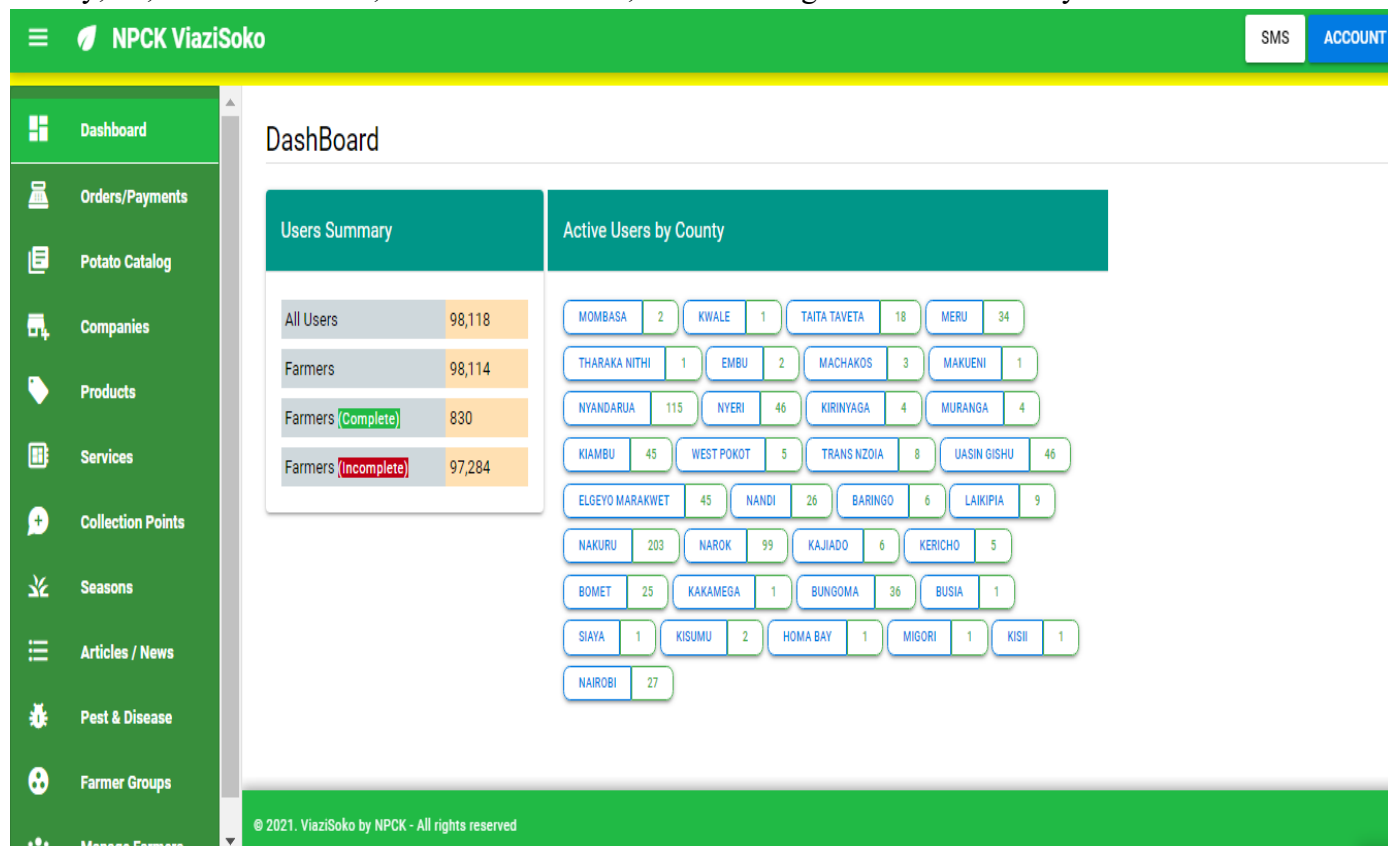 NPCK ViaziSoko
SMS
ACCOUNT
Dashboard
Orders/Payments
Potato Catalog
Companies
Products
Services
Collection Points
Seasons
Articles / News
Pest & Disease
Farmer Groups
Manage Farmers
DashBoard
Users Summary
All Users 98,118
Farmers 98,114
Farmers (Complete) 830
Farmers (Incomplete) 97,284
Active Users by County
MOMBASA 2 KWALE 1 TAITA TAVETA 18 MERU 34
THARAKA NITHI 1 EMBU 2 MACHAKOS 3 MAKUENI 1
NYANDARUA 115 NYERI 46 KIRINYAGA 4 MURANGA 4
KIAMBU 45 WEST POKOT 5 TRANS NZOIA 8 UASIN GISHU 46
ELGEYO MARAKWET 45 NANDI 26 BARINGO 6 LAIKIPIA 9
NAKURU 203 NAROK 99 KAJIADO 6 KERICHO 5
BOMET 25 KAKAMEGA 1 BUNGOMA 36 BUSIA 1
SIAYA 1 KISUMU 2 HOMA BAY 1 MIGORI 1 KISII 1
NAIROBI 27
© 2021. ViaziSoko by NPCK - All rights reserved